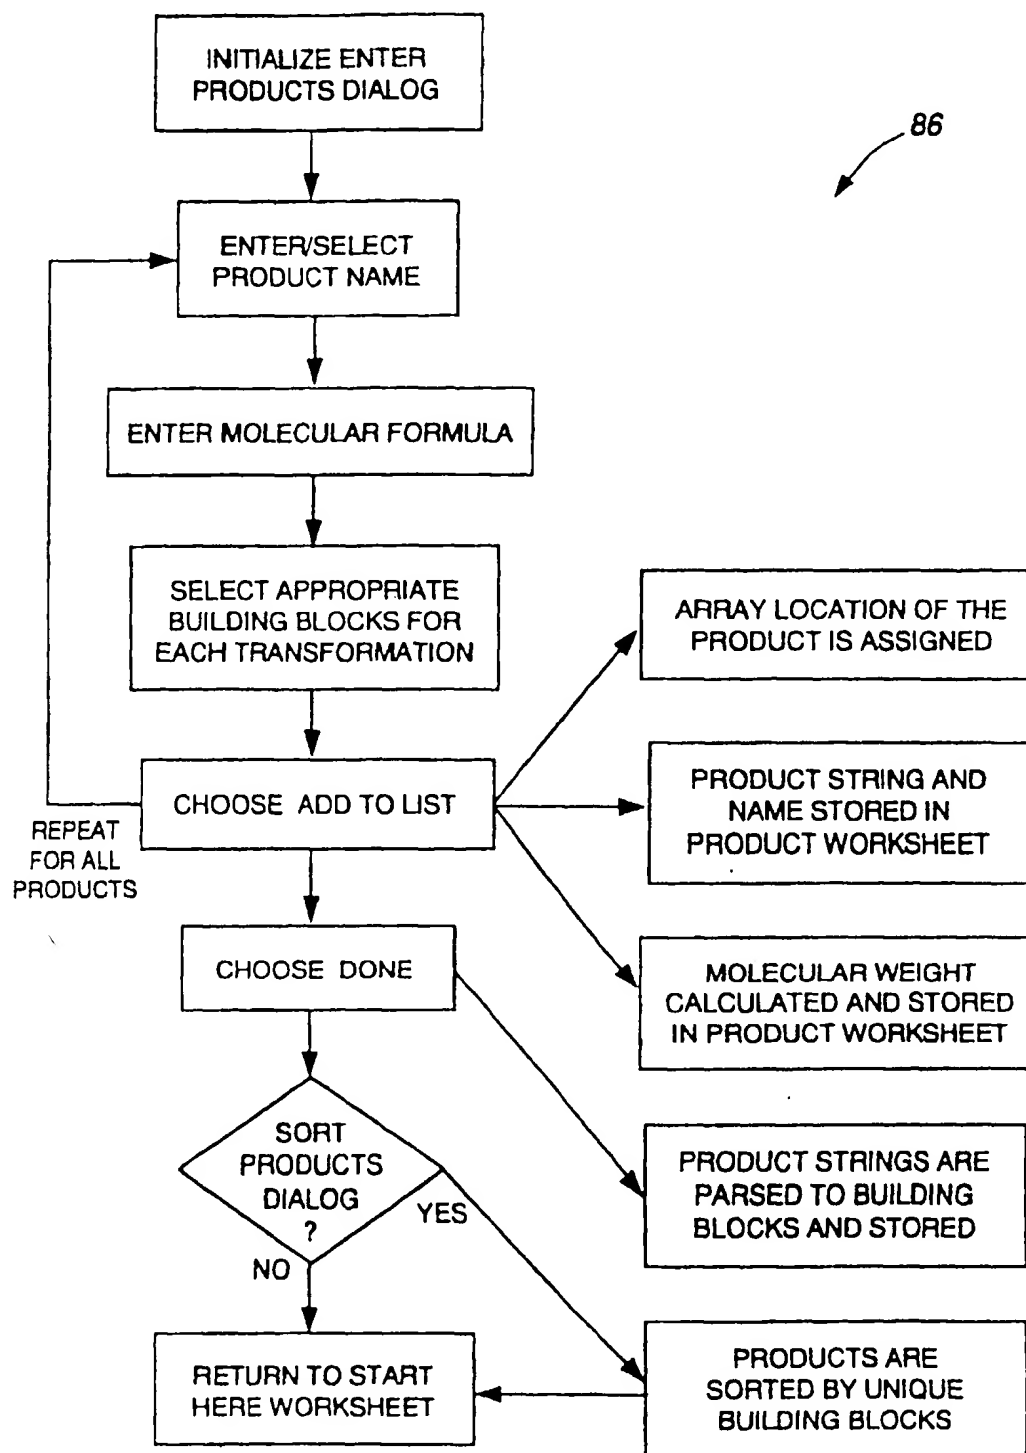 INITIALIZE ENTER
PRODUCTS DIALOG
86
ENTER/SELECT
PRODUCT NAME
ENTER MOLECULAR FORMULA
SELECT APPROPRIATE
BUILDING BLOCKS FOR
EACH TRANSFORMATION
ARRAY LOCATION OF THE
PRODUCT IS ASSIGNED
CHOOSE ADD TO LIST
PRODUCT STRING AND
NAME STORED IN
PRODUCT WORKSHEET
REPEAT
FOR ALL
PRODUCTS
CHOOSE DONE
MOLECULAR WEIGHT
CALCULATED AND STORED
IN PRODUCT WORKSHEET
SORT
PRODUCTS
DIALOG
?
YES
NO
PRODUCT STRINGS ARE
PARSED TO BUILDING
BLOCKS AND STORED
RETURN TO START
HERE WORKSHEET
PRODUCTS ARE
SORTED BY UNIQUE
BUILDING BLOCKS